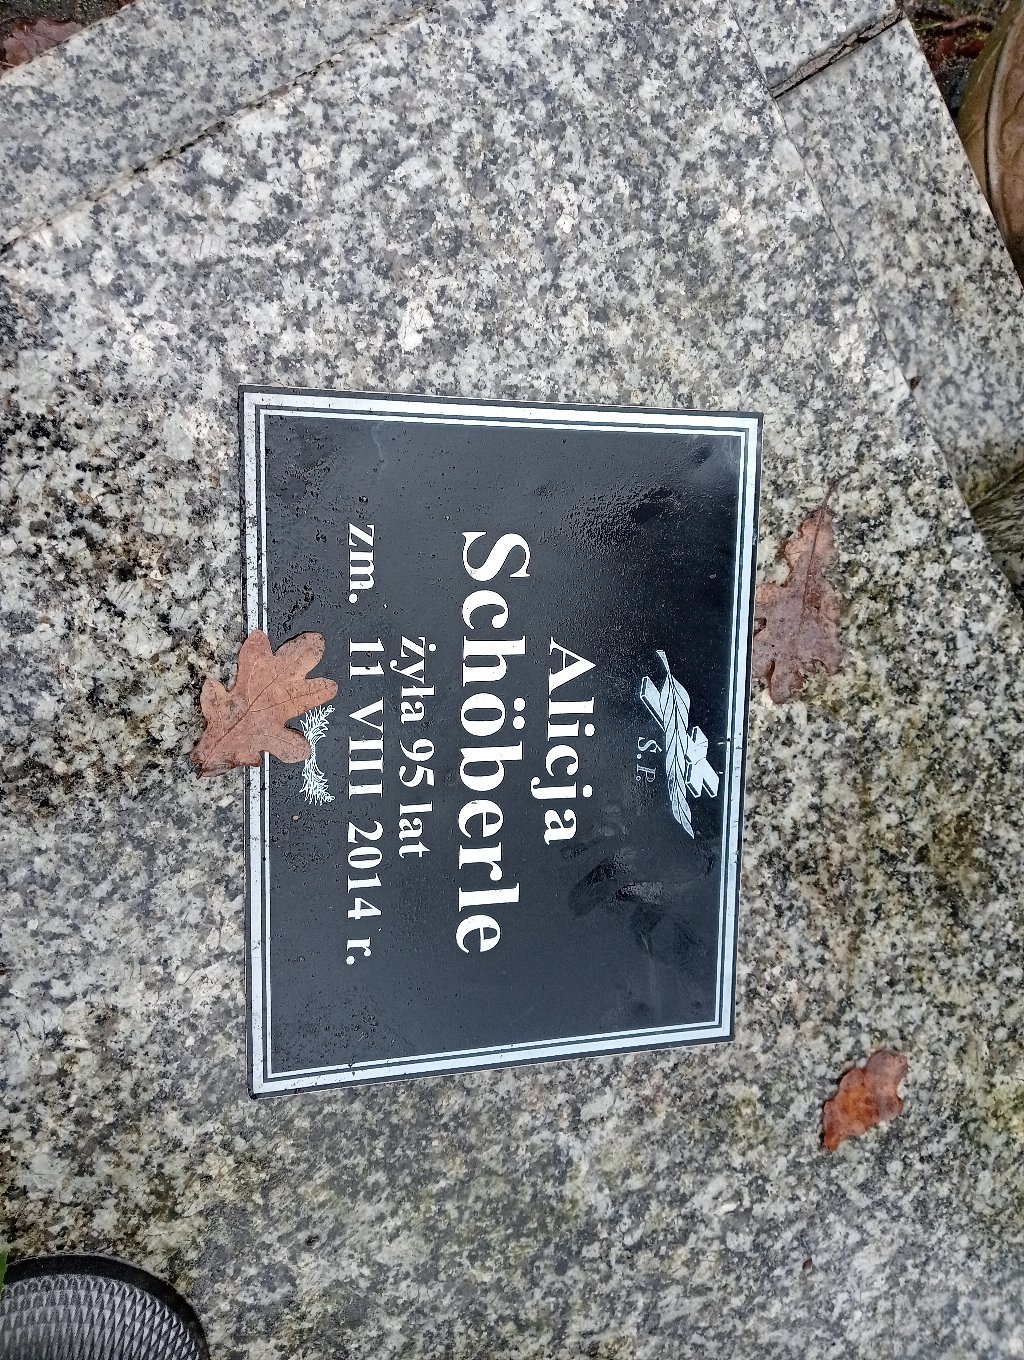 Ś.P.
Alicja
Schöberle
żyła 95 lat
zm. 11 VIII 2014 r.